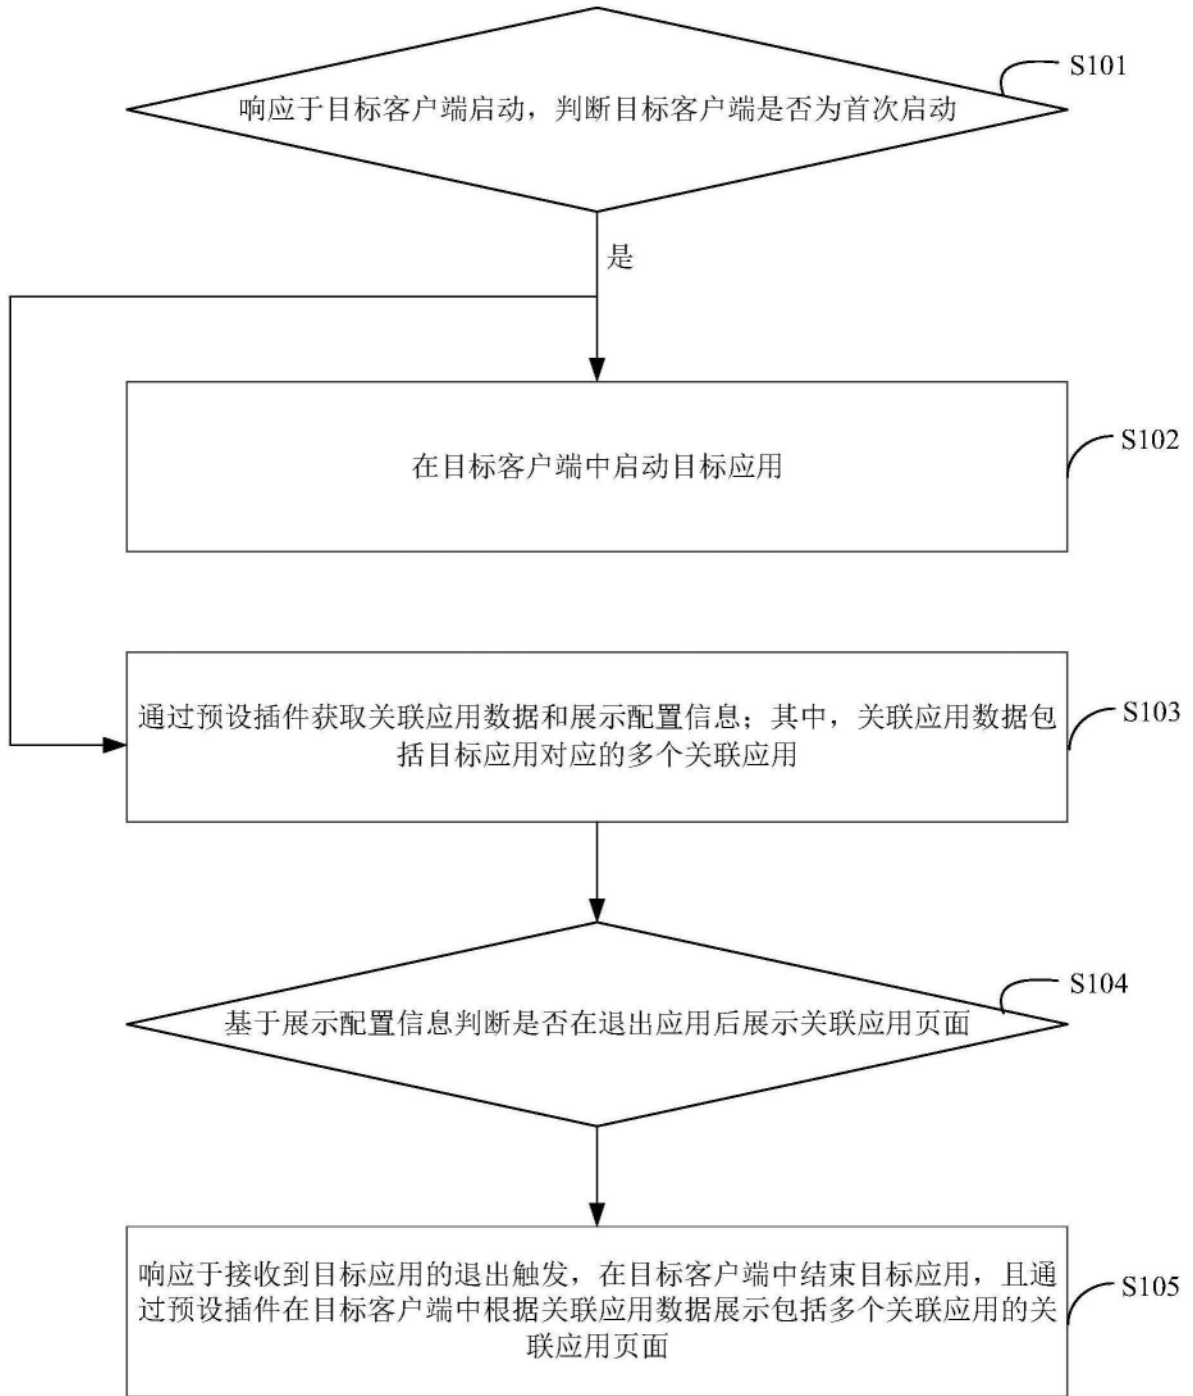 响应于目标客户端启动，判断目标客户端是否为首次启动
S101
是
在目标客户端中启动目标应用
S102
通过预设插件获取关联应用数据和展示配置信息；其中，关联应用数据包
括目标应用对应的多个关联应用
S103
基于展示配置信息判断是否在退出应用后展示关联应用页面
S104
响应于接收到目标应用的退出触发，在目标客户端中结束目标应用，且通
过预设插件在目标客户端中根据关联应用数据展示包括多个关联应用的关
联应用页面
S105